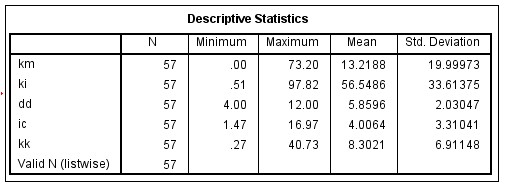 Descriptive Statistics
N Minimum Maximum Mean Std. Deviation
km 57 .00 73.20 13.2188 19.99973
ki 57 .51 97.82 56.5486 33.61375
dd 57 4.00 12.00 5.8596 2.03047
ic 57 1.47 16.97 4.0064 3.31041
kk 57 .27 40.73 8.3021 6.91148
Valid N (listwise) 57